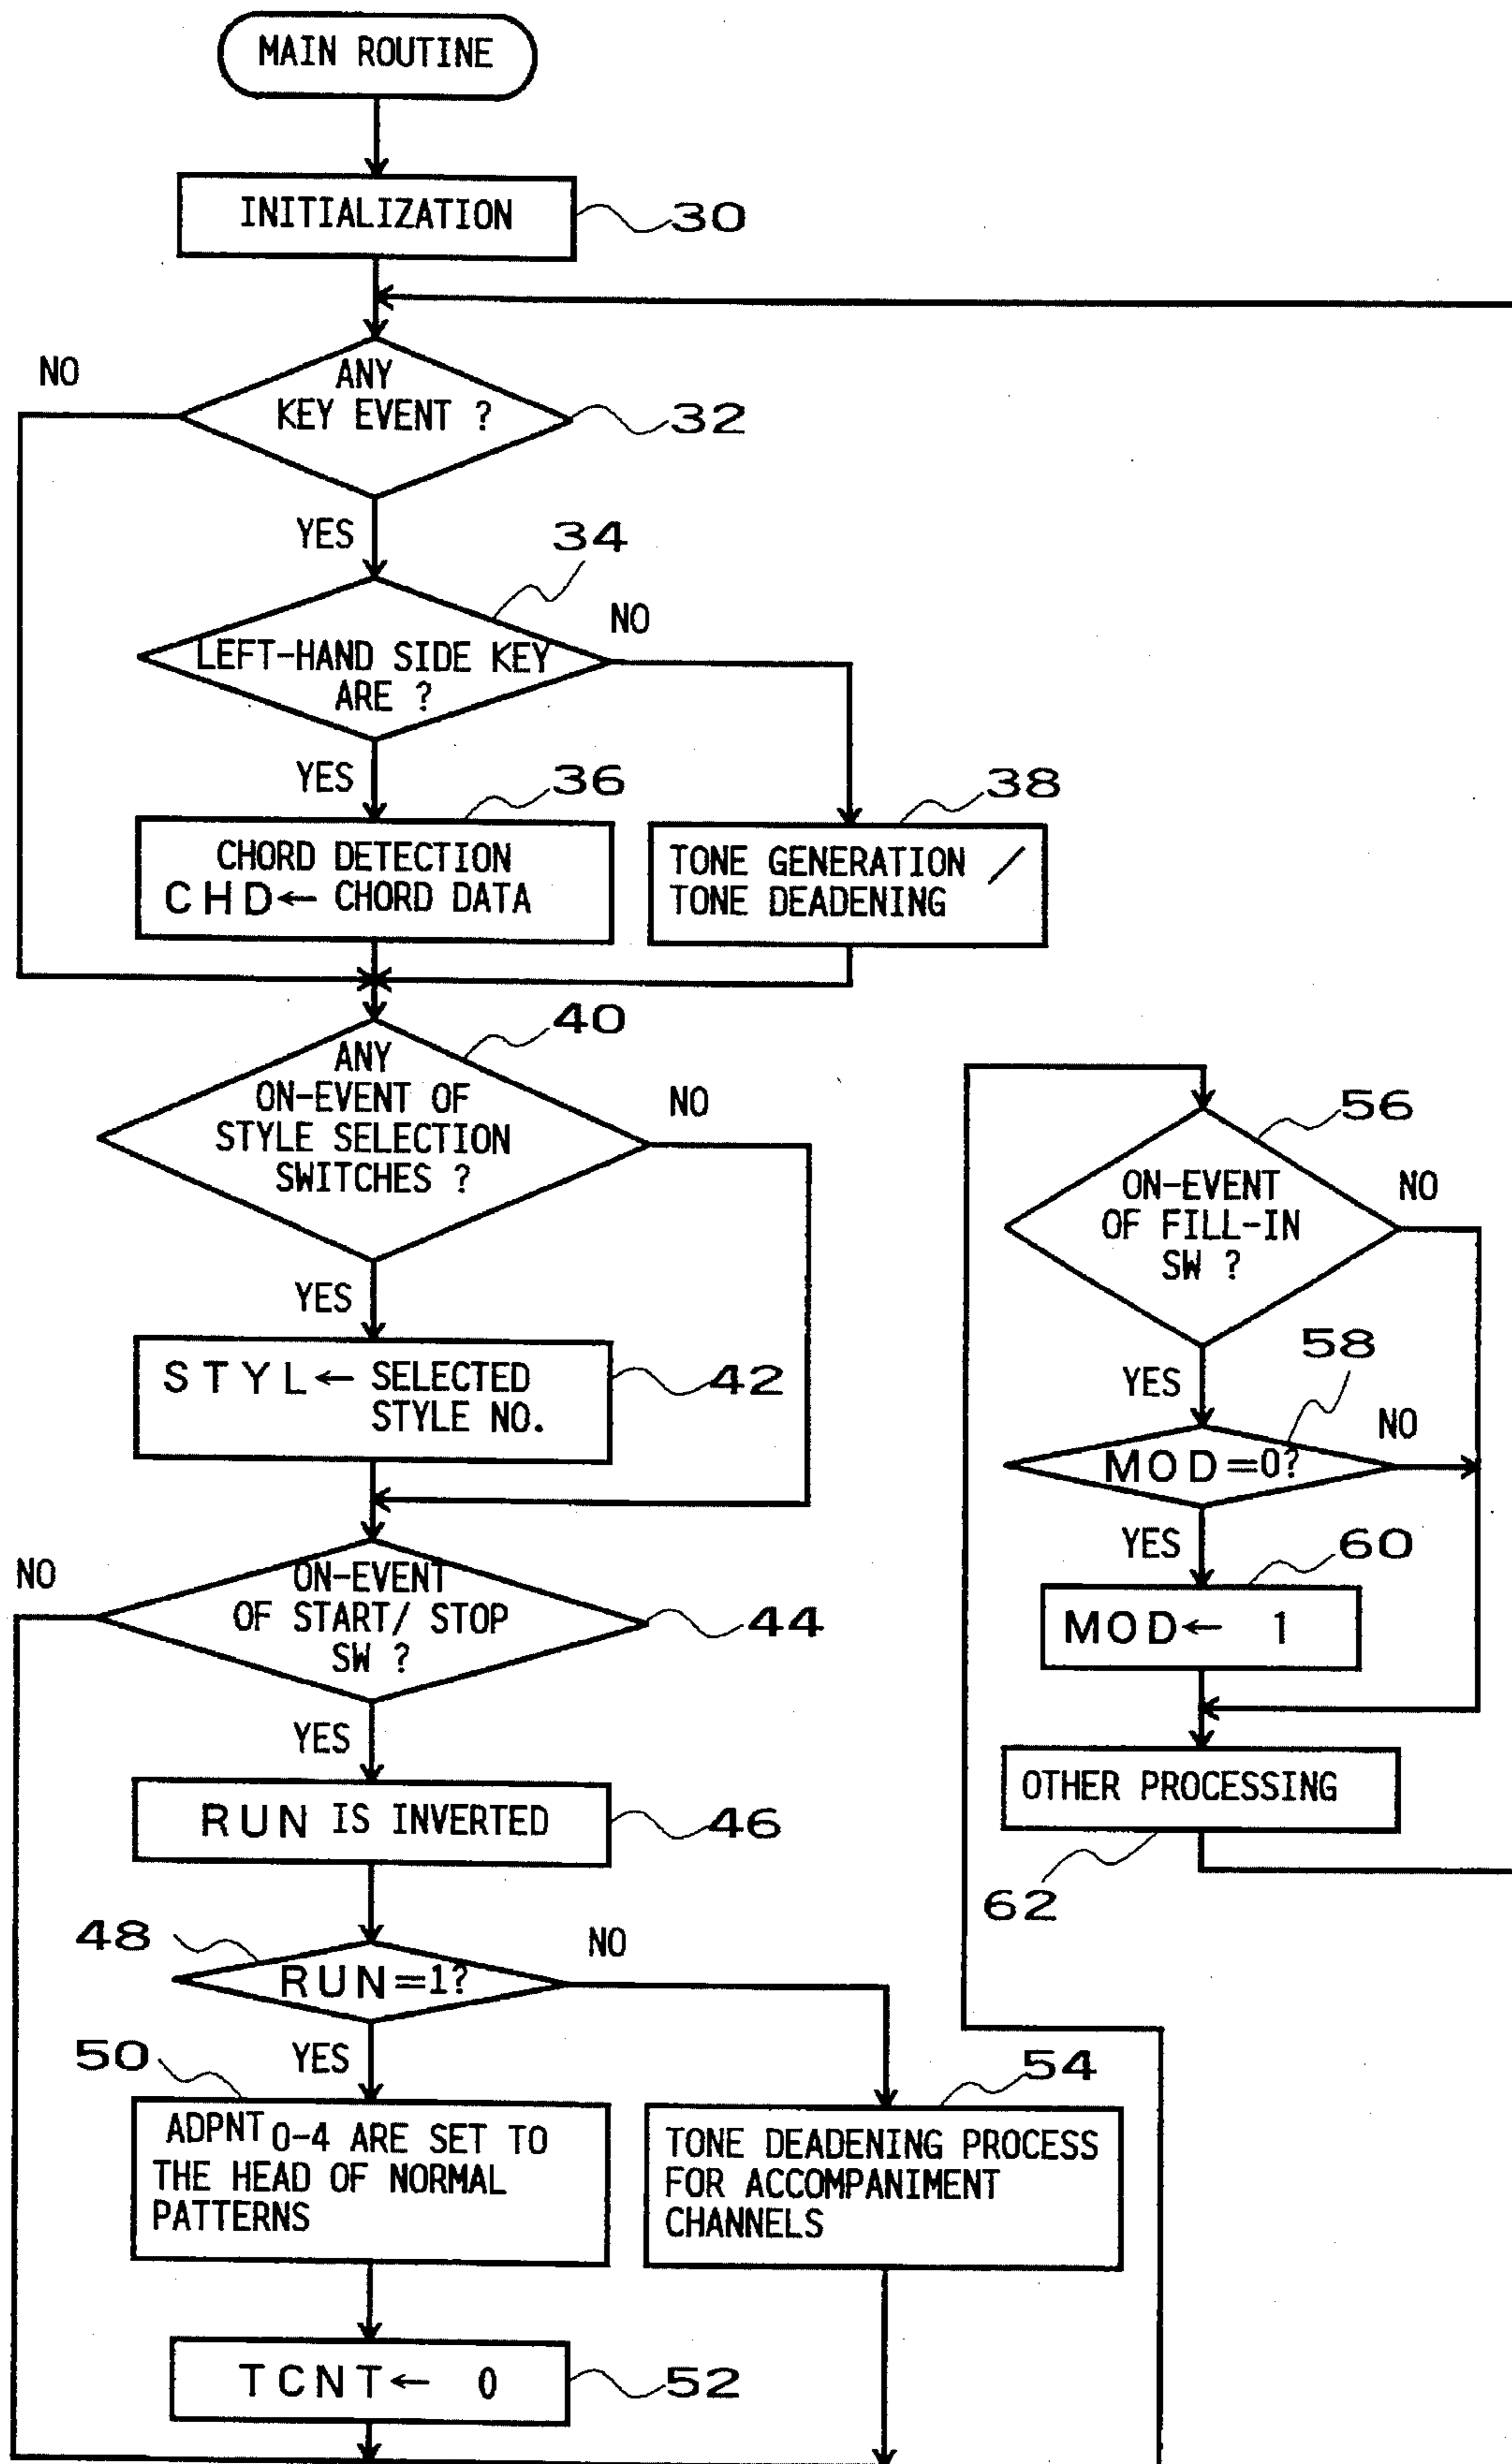 MAIN ROUTINE
INITIALIZATION
30
NO
ANY
KEY EVENT ?
32
YES
34
NO
LEFT-HAND SIDE KEY
ARE ?
YES
36
38
CHORD DETECTION
CHD← CHORD DATA
TONE GENERATION /
TONE DEADENING
40
ANY
ON-EVENT OF
STYLE SELECTION
SWITCHES ?
NO
YES
STYL← SELECTED
STYLE NO.
42
NO
ON-EVENT
OF START/ STOP
SW ?
44
YES
RUN IS INVERTED
46
48
NO
RUN=1?
50
YES
54
ADPNT 0-4 ARE SET TO
THE HEAD OF NORMAL
PATTERNS
TONE DEADENING PROCESS
FOR ACCOMPANIMENT
CHANNELS
TCNT← 0
52
56
ON-EVENT
OF FILL-IN
SW ?
NO
YES
58
NO
MOD=0?
YES
60
MOD← 1
OTHER PROCESSING
62